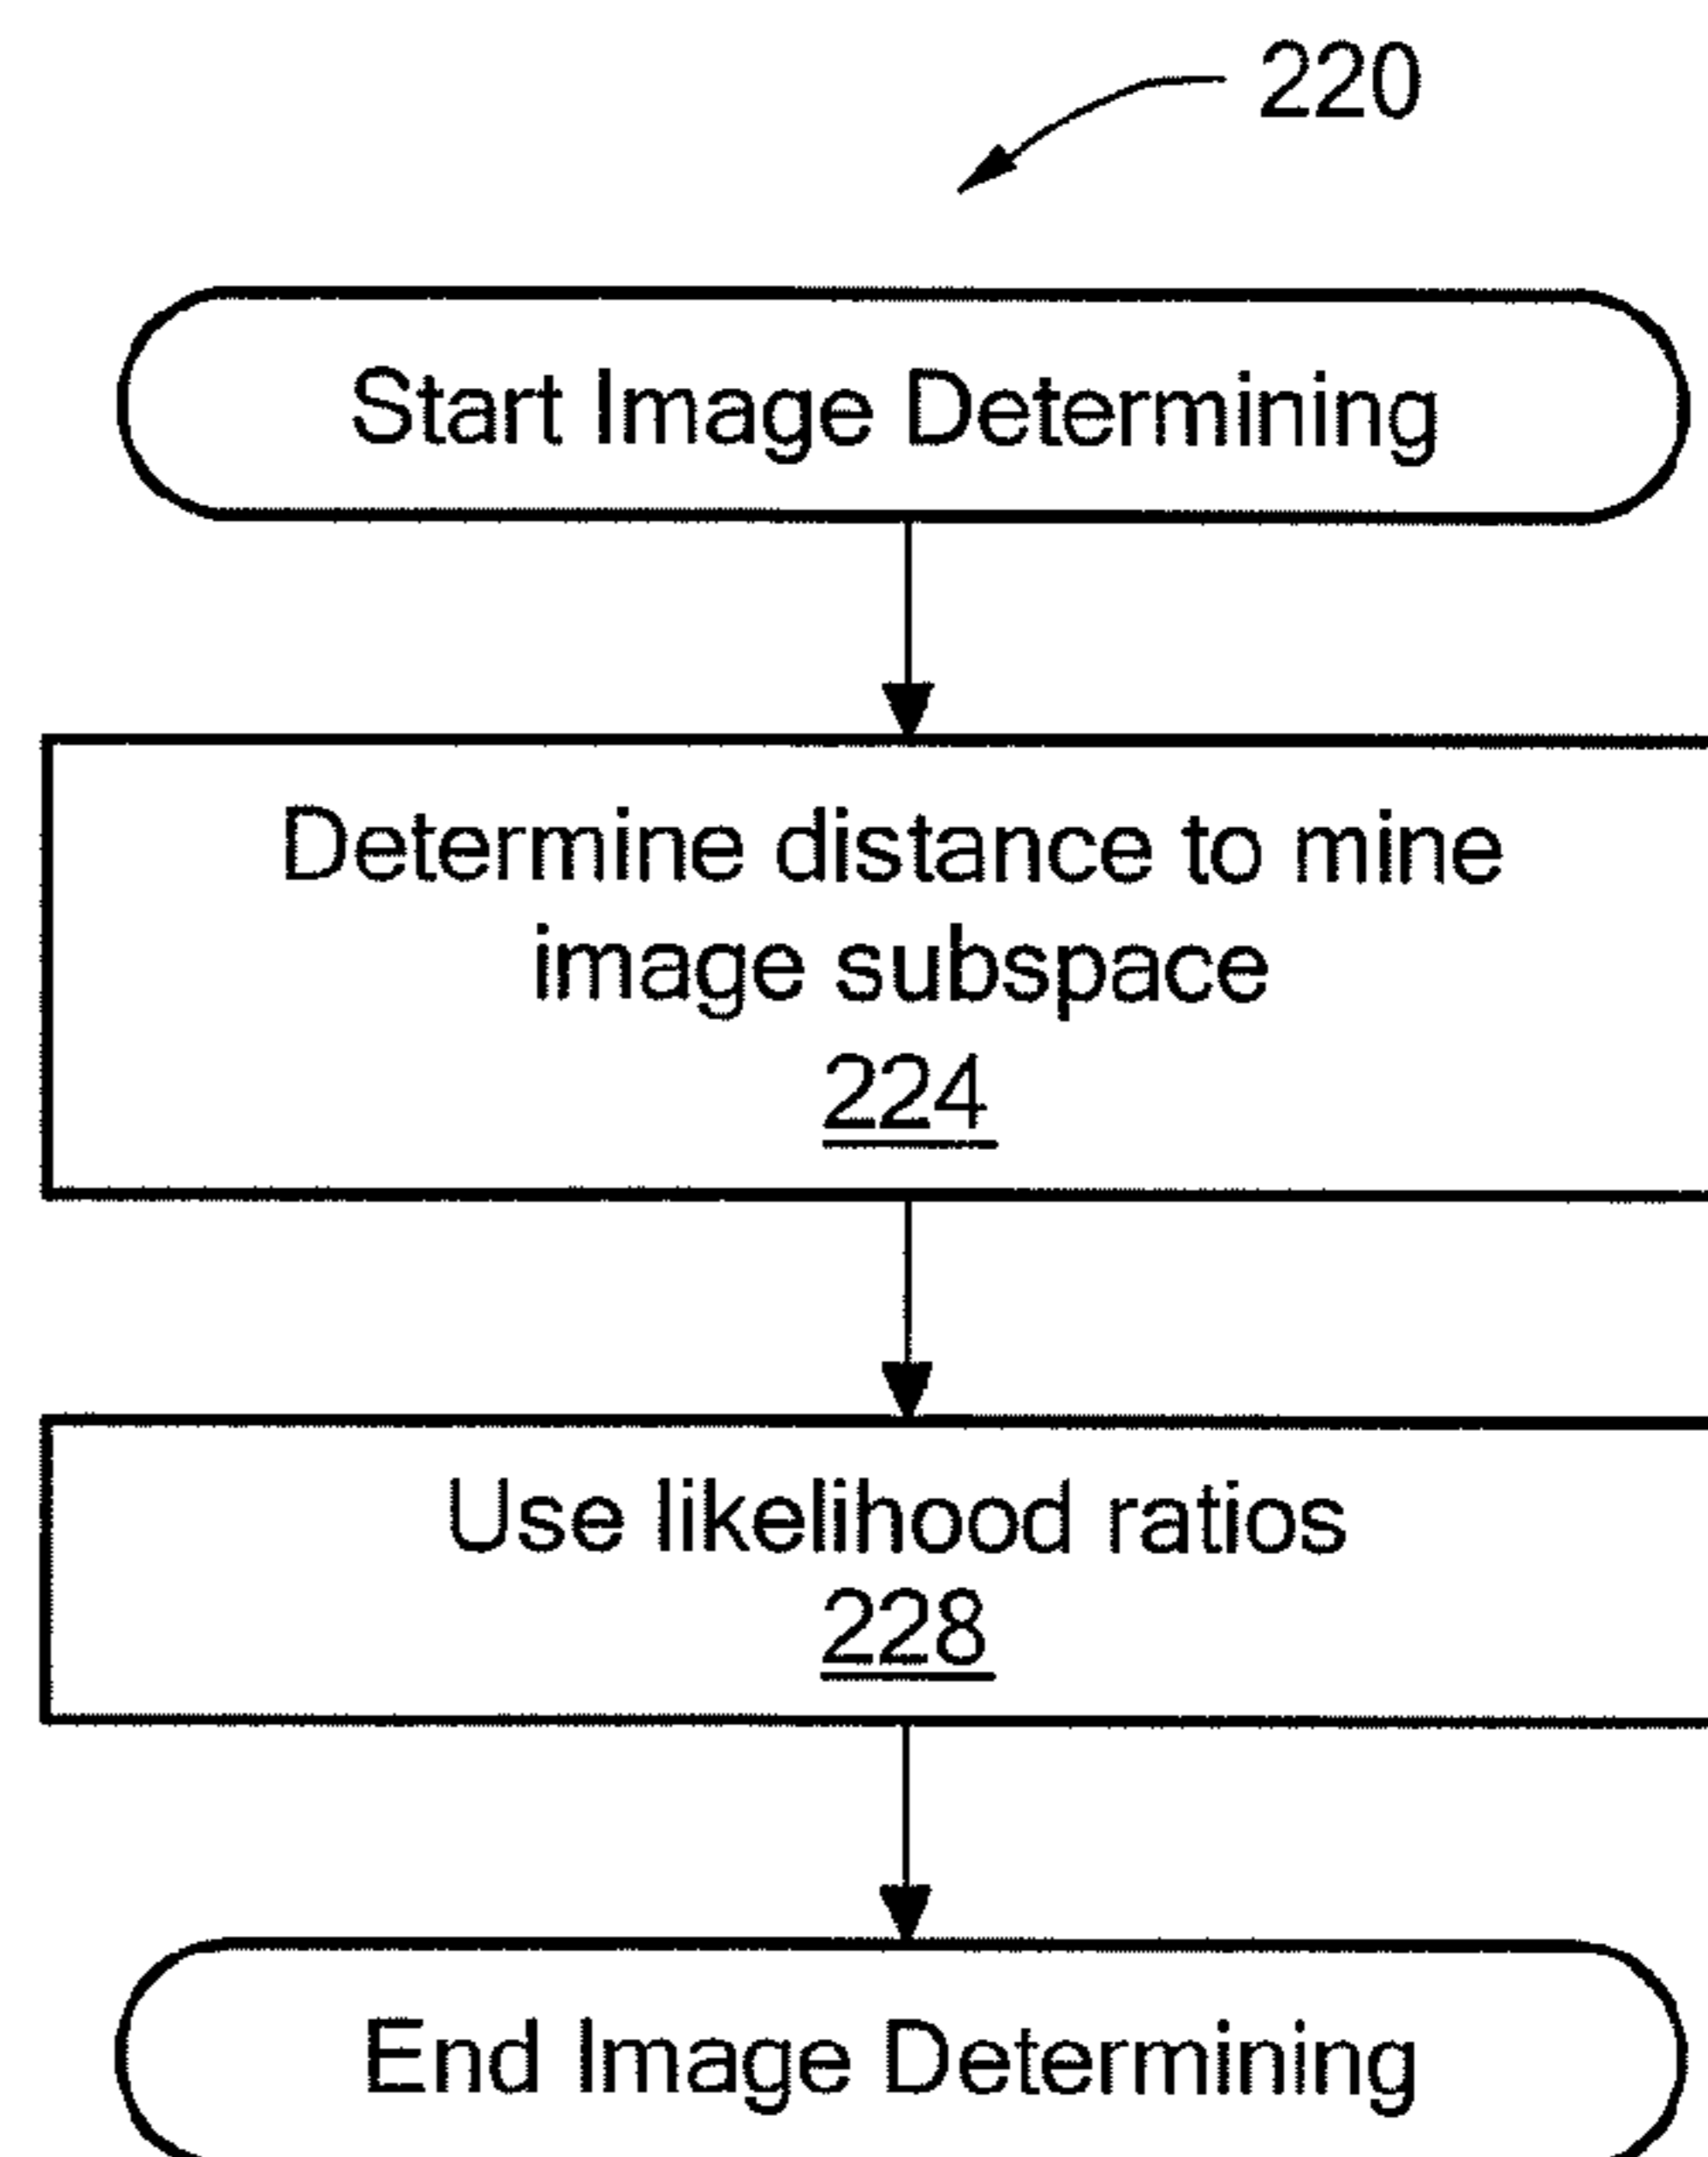 220
Start Image Determining
Determine distance to mine
image subspace
224
Use likelihood ratios
228
End Image Determining